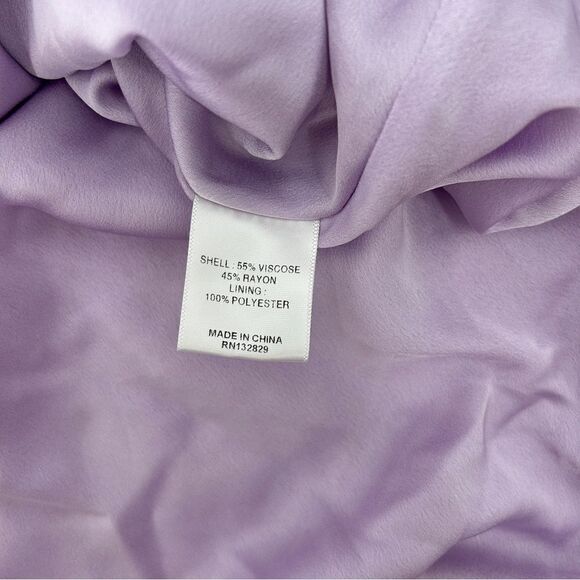 SHELL : 55% VISCOSE
45% RAYON
LINING :
100% POLYESTER
MADE IN CHINA
RN132829